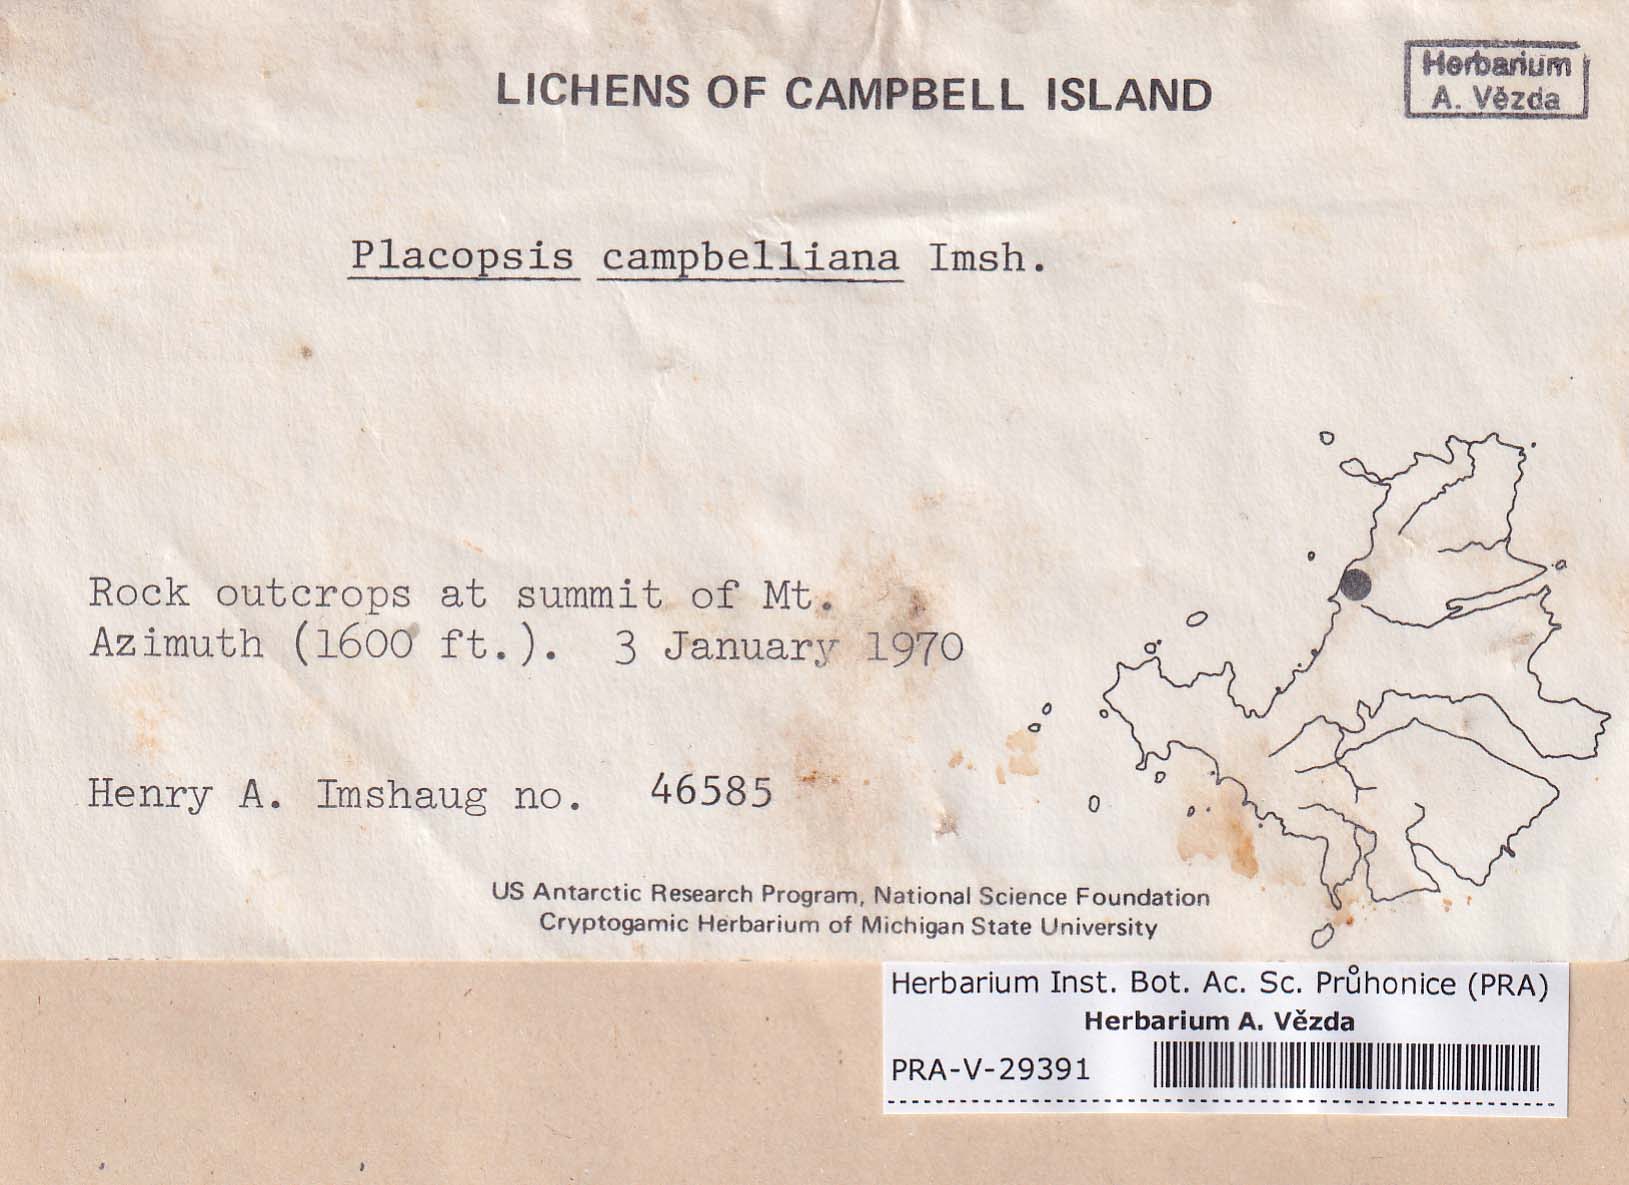 LICHENS OF CAMPBELL ISLAND
Herbarium
A. Vězda
Placopsis campbelliana Imsh.
Rock outcrops at summit of Mt.
Azimuth (1600 ft.). 3 January 1970
Henry A. Imshaug no. 46585
US Antarctic Research Program, National Science Foundation
Cryptogamic Herbarium of Michigan State University
Herbarium Inst. Bot. Ac. Sc. Průhonice (PRA)
Herbarium A. Vězda
PRA-V-29391